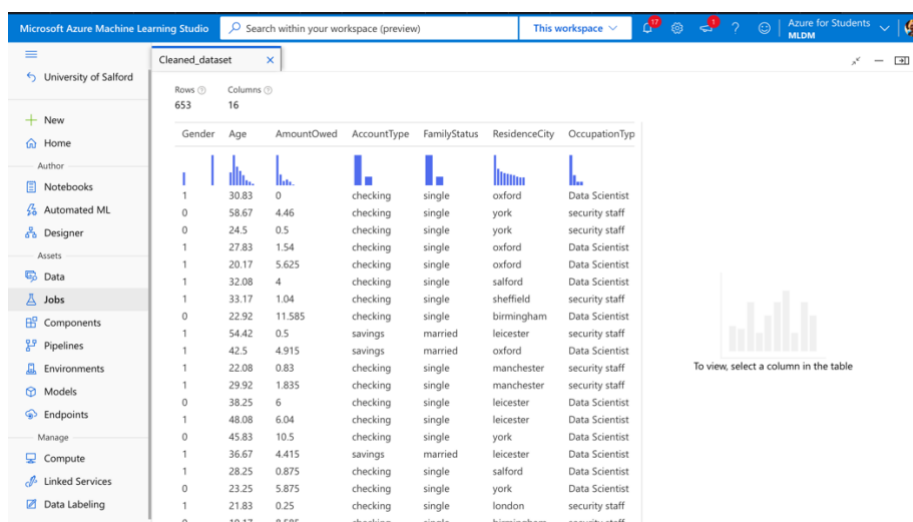 Microsoft Azure Machine Learning Studio
Search within your workspace (preview)
This workspace
17
1
Azure for Students
MLDM
University of Salford
New
Home
Author
Notebooks
Automated ML
Designer
Assets
Data
Jobs
Components
Pipelines
Environments
Models
Endpoints
Manage
Compute
Linked Services
Data Labeling
Cleaned_dataset
Rows Columns
653 16
Gender Age AmountOwed AccountType FamilyStatus ResidenceCity OccupationTyp
1 30.83 0 checking single oxford Data Scientist
0 58.67 4.46 checking single york security staff
0 24.5 0.5 checking single york security staff
1 27.83 1.54 checking single oxford Data Scientist
1 20.17 5.625 checking single oxford Data Scientist
1 32.08 4 checking single salford Data Scientist
1 33.17 1.04 checking single sheffield security staff
0 22.92 11.585 checking single birmingham Data Scientist
1 54.42 0.5 savings married leicester security staff
1 42.5 4.915 savings married oxford Data Scientist
1 22.08 0.83 checking single manchester security staff
1 29.92 1.835 checking single manchester security staff
0 38.25 6 checking single leicester Data Scientist
1 48.08 6.04 checking single leicester Data Scientist
0 45.83 10.5 checking single york Data Scientist
1 36.67 4.415 savings married leicester Data Scientist
1 28.25 0.875 checking single salford Data Scientist
0 23.25 5.875 checking single york Data Scientist
1 21.83 0.25 checking single london security staff
To view, select a column in the table